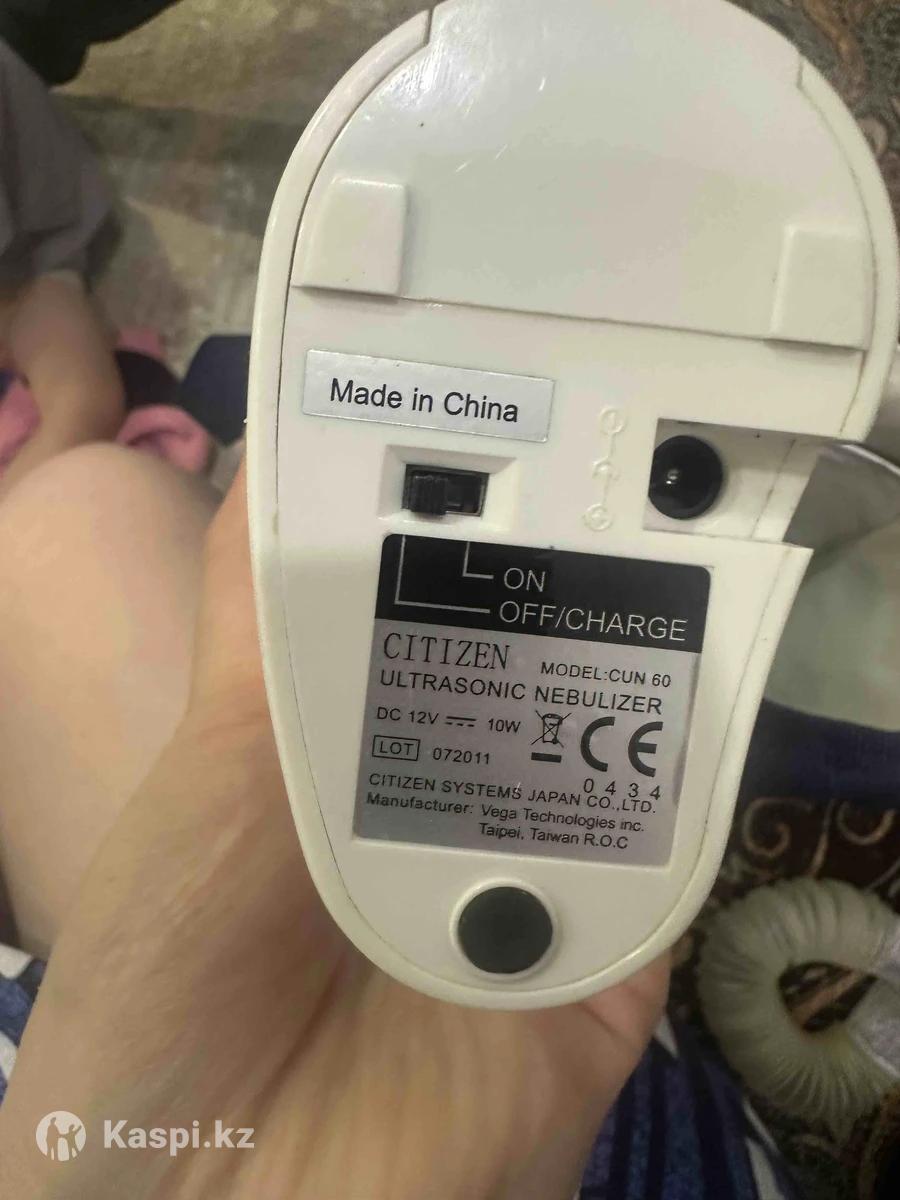 Made in China
ON
OFF/CHARGE
CITIZEN
MODEL:CUN 60
ULTRASONIC NEBULIZER
DC 12V 10W
LOT 072011
0434
CITIZEN SYSTEMS JAPAN CO.,LTD.
Manufacturer: Vega Technologies inc.
Taipei, Taiwan R.O.C
Kaspi.kz